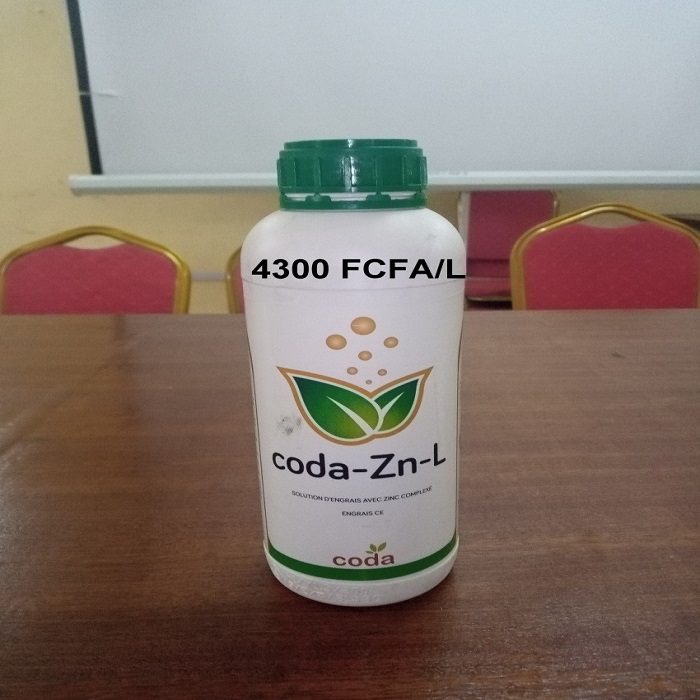 4300 FCFA/L
coda-Zn-L
SOLUTION D'ENGRAIS AVEC ZINC COMPLEXÉ
ENGRAIS CE
coda